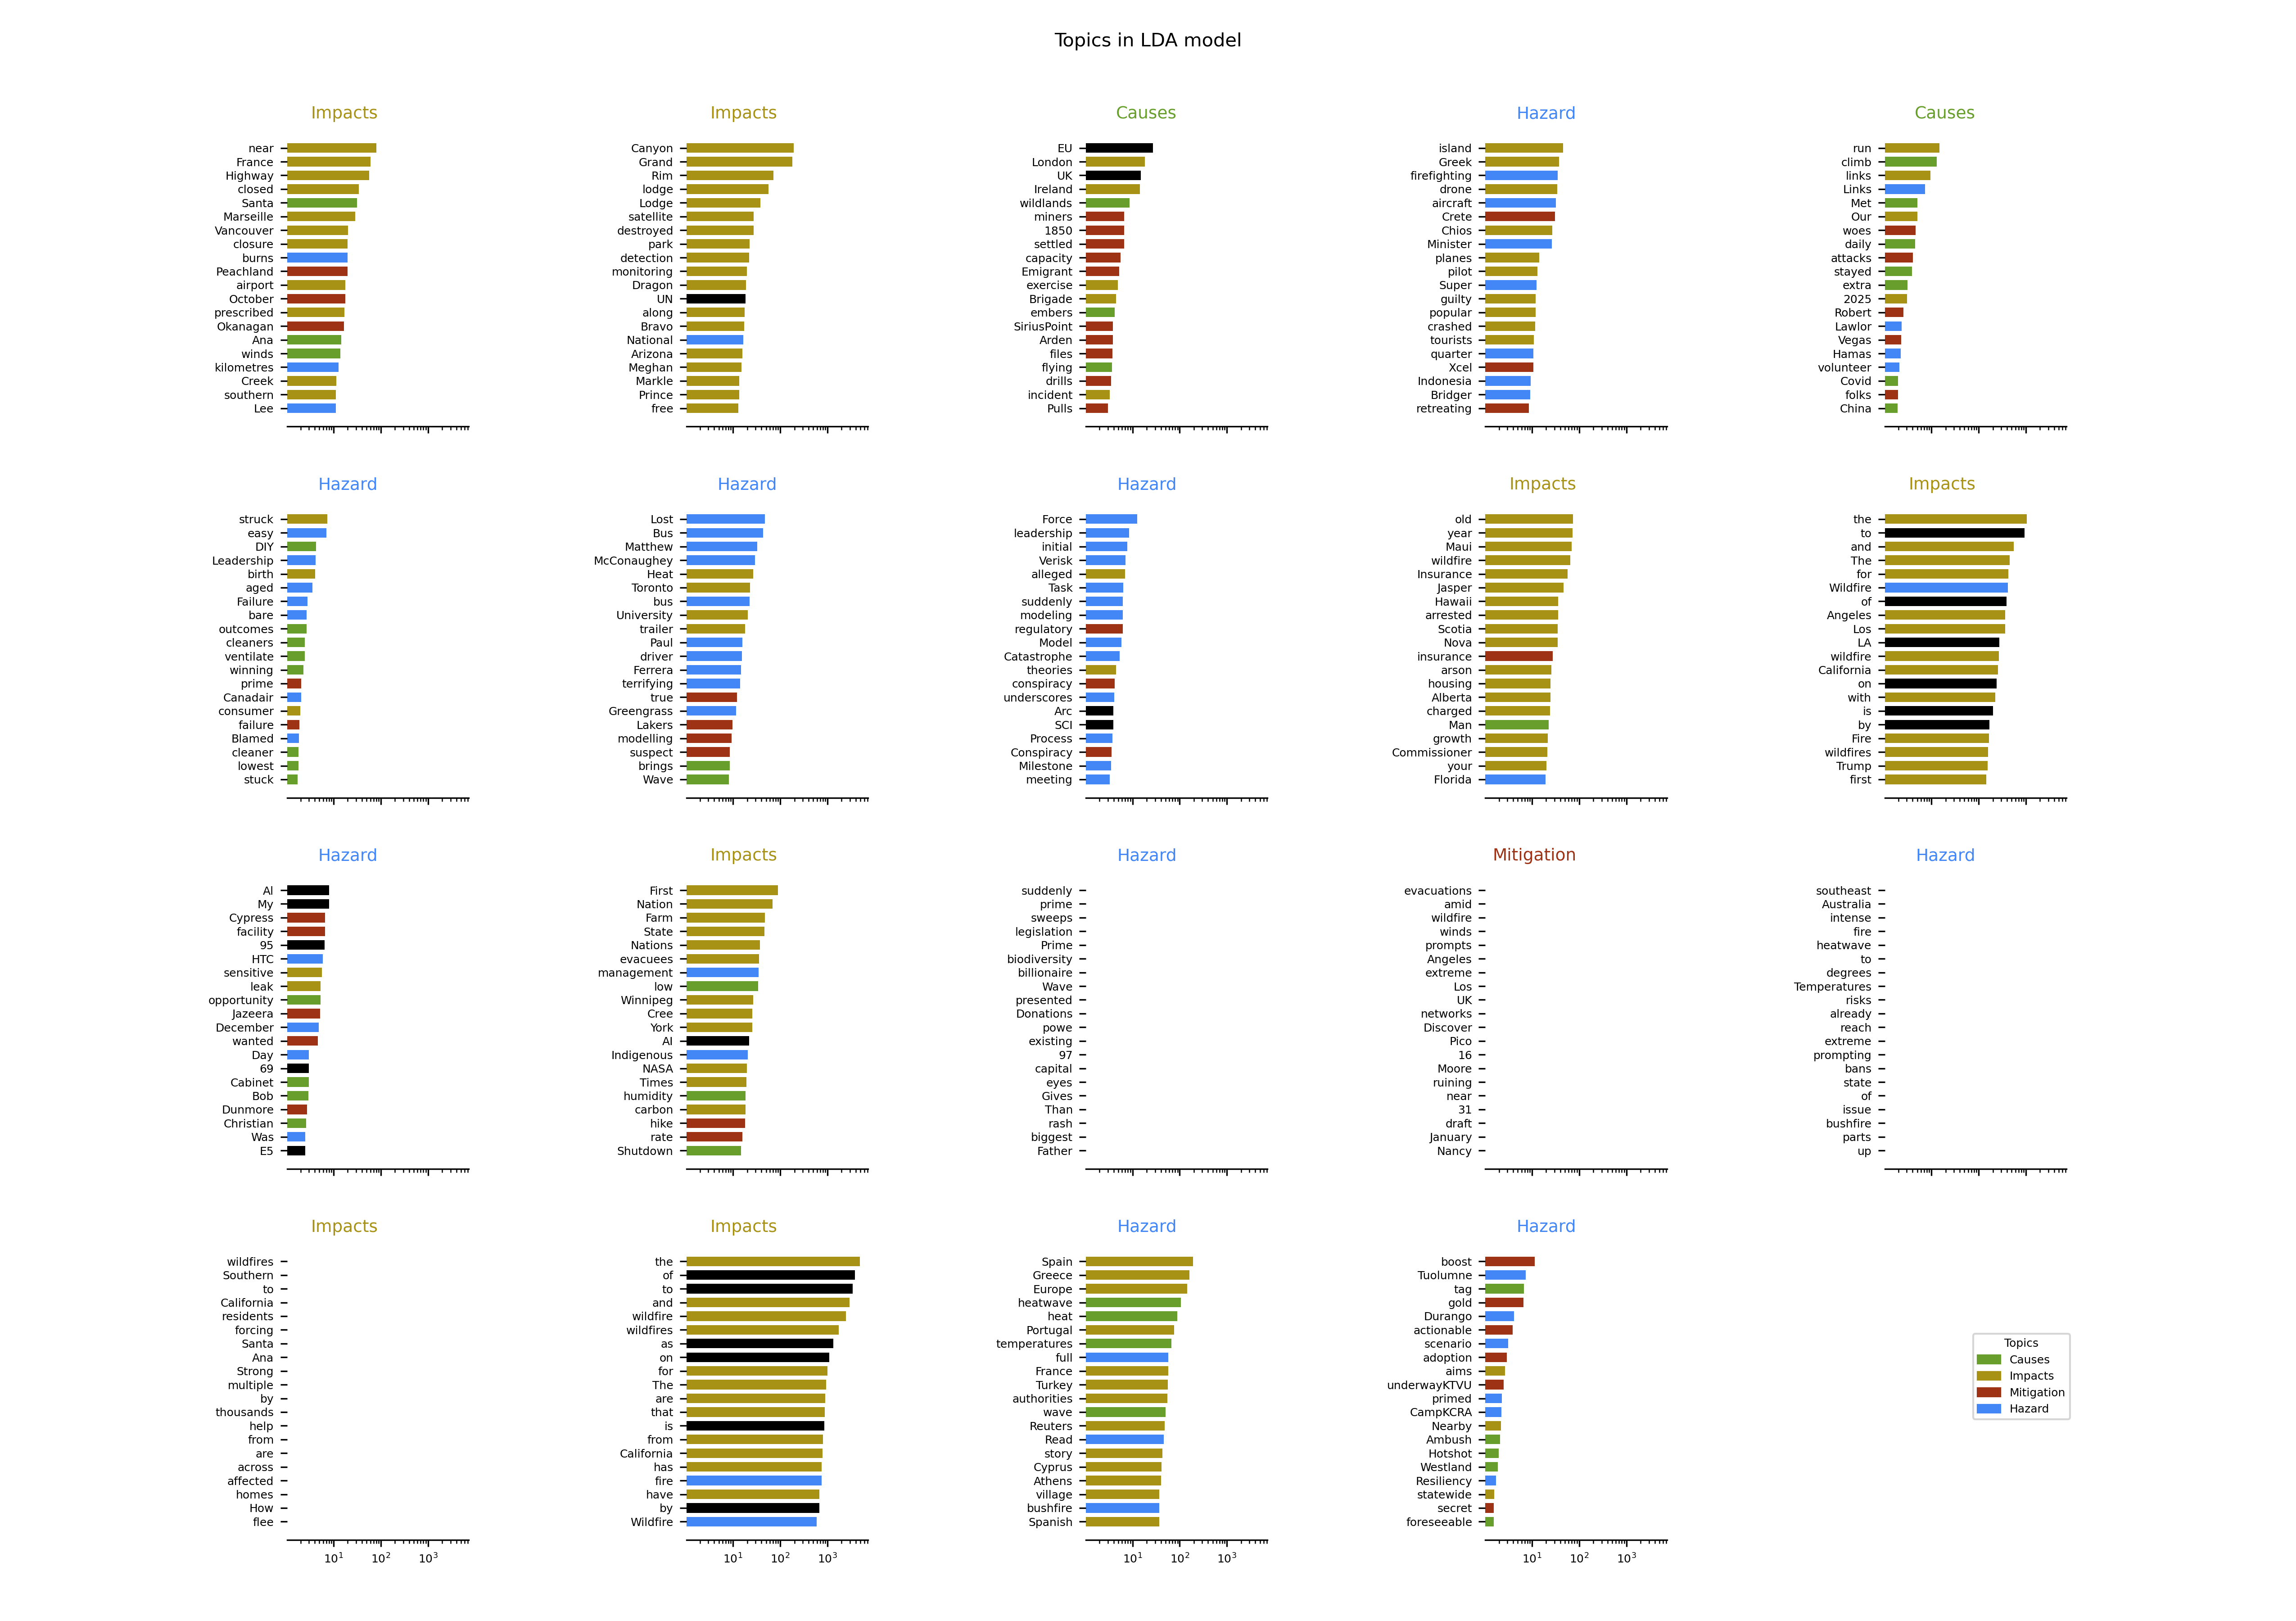 Topics in LDA model
Impacts
near
France
Highway
closed
Santa
Marseille
Vancouver
closure
burns
Peachland
airport
October
prescribed
Okanagan
Ana
winds
kilometres
Creek
southern
Lee
Impacts
Canyon
Grand
Rim
lodge
Lodge
satellite
destroyed
park
detection
monitoring
Dragon
UN
along
Bravo
National
Arizona
Meghan
Markle
Prince
free
Causes
EU
London
UK
Ireland
wildlands
miners
1850
settled
capacity
Emigrant
exercise
Brigade
embers
SiriusPoint
Arden
files
flying
drills
incident
Pulls
Hazard
island
Greek
firefighting
drone
aircraft
Crete
Chios
Minister
planes
pilot
Super
guilty
popular
crashed
tourists
quarter
Xcel
Indonesia
Bridger
retreating
Causes
run
climb
links
Links
Met
Our
woes
daily
attacks
stayed
extra
2025
Robert
Lawlor
Vegas
Hamas
volunteer
Covid
folks
China
Hazard
struck
easy
DIY
Leadership
birth
aged
Failure
bare
outcomes
cleaners
ventilate
winning
prime
Canadair
consumer
failure
Blamed
cleaner
lowest
stuck
Hazard
Lost
Bus
Matthew
McConaughey
Heat
Toronto
bus
University
trailer
Paul
driver
Ferrera
terrifying
true
Greengrass
Lakers
modelling
suspect
brings
Wave
Hazard
Force
leadership
initial
Verisk
alleged
Task
suddenly
modeling
regulatory
Model
Catastrophe
theories
conspiracy
underscores
Arc
SCI
Process
Conspiracy
Milestone
meeting
Impacts
old
year
Maui
wildfire
Insurance
Jasper
Hawaii
arrested
Scotia
Nova
insurance
arson
housing
Alberta
charged
Man
growth
Commissioner
your
Florida
Impacts
the
to
and
The
for
Wildfire
of
Angeles
Los
LA
wildfire
California
on
with
is
by
Fire
wildfires
Trump
first
Hazard
Al
My
Cypress
facility
95
HTC
sensitive
leak
opportunity
Jazeera
December
wanted
Day
69
Cabinet
Bob
Dunmore
Christian
Was
E5
Impacts
First
Nation
Farm
State
Nations
evacuees
management
low
Winnipeg
Cree
York
AI
Indigenous
NASA
Times
humidity
carbon
hike
rate
Shutdown
Hazard
suddenly
prime
sweeps
legislation
Prime
biodiversity
billionaire
Wave
presented
Donations
powe
existing
97
capital
eyes
Gives
Than
rash
biggest
Father
Mitigation
evacuations
amid
wildfire
winds
prompts
Angeles
extreme
Los
UK
networks
Discover
Pico
16
Moore
ruining
near
31
draft
January
Nancy
Hazard
southeast
Australia
intense
fire
heatwave
to
degrees
Temperatures
risks
already
reach
extreme
prompting
bans
state
of
issue
bushfire
parts
up
Impacts
wildfires
Southern
to
California
residents
forcing
Santa
Ana
Strong
multiple
by
thousands
help
from
are
across
affected
homes
How
flee
10¹ 10² 10³
Impacts
the
of
to
and
wildfire
wildfires
as
on
for
The
are
that
is
from
California
has
fire
have
by
Wildfire
10¹ 10² 10³
Hazard
Spain
Greece
Europe
heatwave
heat
Portugal
temperatures
full
France
Turkey
authorities
wave
Reuters
Read
story
Cyprus
Athens
village
bushfire
Spanish
10¹ 10² 10³
Hazard
boost
Tuolumne
tag
gold
Durango
actionable
scenario
adoption
aims
underwayKTVU
primed
CampKCRA
Nearby
Ambush
Hotshot
Westland
Resiliency
statewide
secret
foreseeable
10¹ 10² 10³
Topics
Causes
Impacts
Mitigation
Hazard